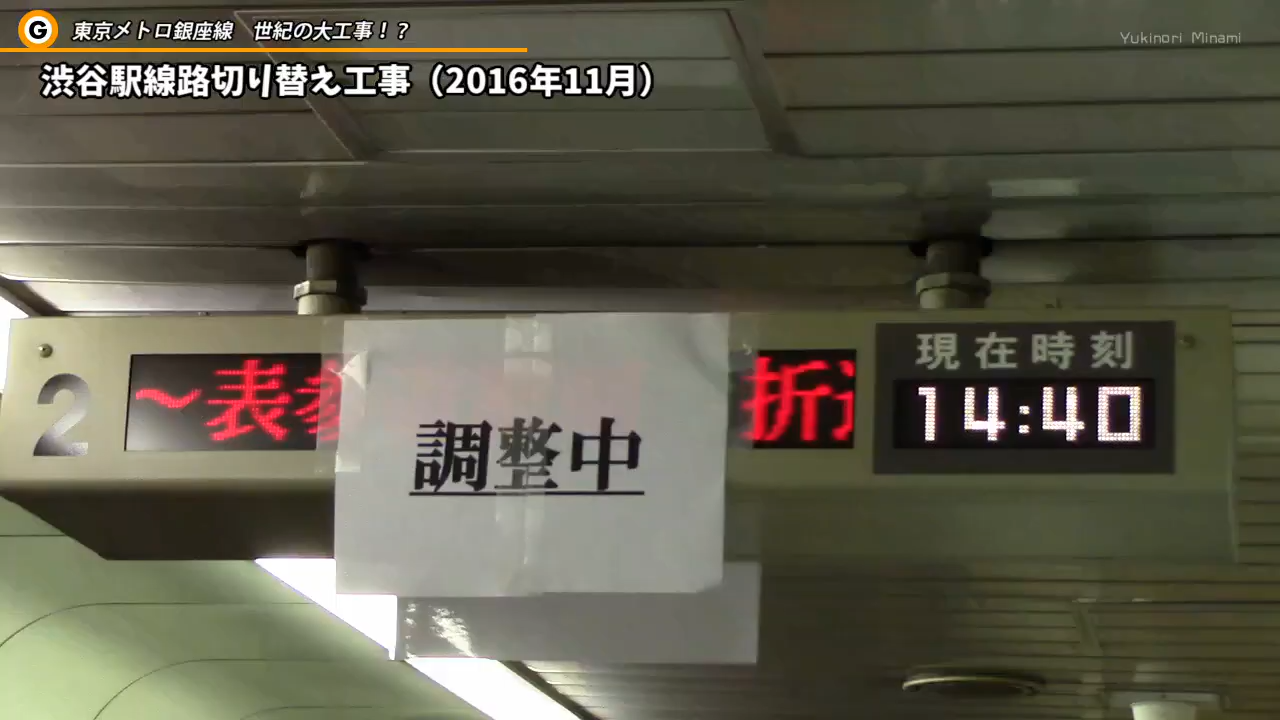 G 東京メトロ銀座線 世紀の大工事！？
Yukinori Minami
渋谷駅線路切り替え工事（2016年11月）
2
～表参
折返
調整中
現在時刻
14:40